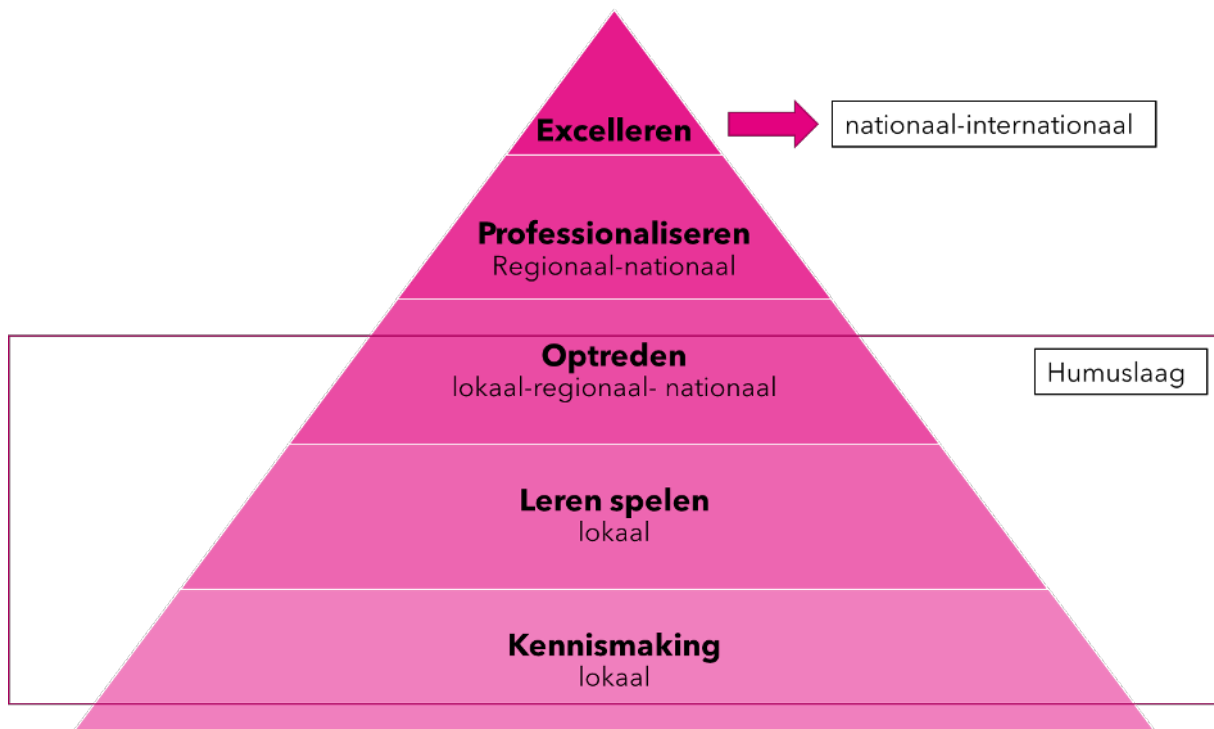 Excelleren
nationaal-internationaal
Professionaliseren
Regionaal-nationaal
Optreden
lokaal-regionaal- nationaal
Humuslaag
Leren spelen
lokaal
Kennismaking
lokaal